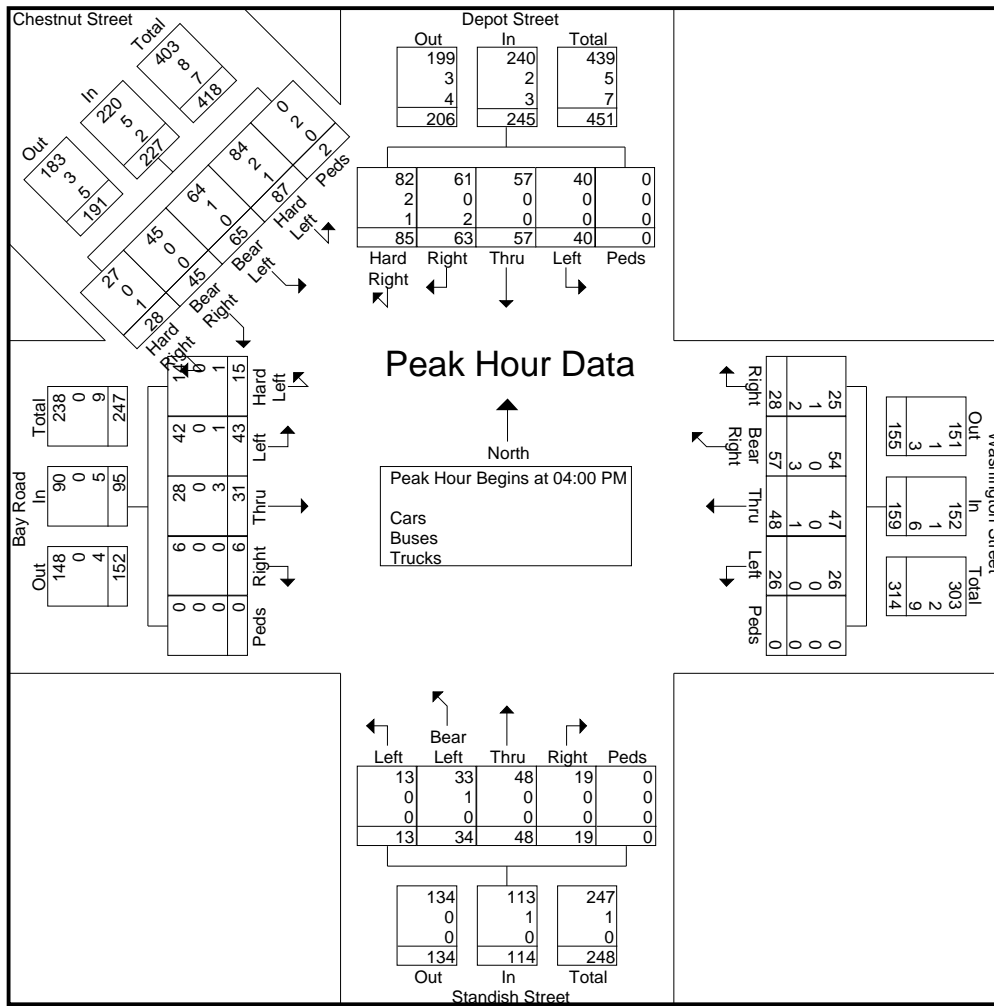 Chestnut Street
Depot Street
Out In Total
199 240 439
3 2 5
4 3 7
206 245 451
82 61 57 40 0
2 0 0 0 0
1 2 0 0 0
85 63 57 40 0
Hard Right Thru Left Peds
Right
Total
403
8
7
418
In
220
5
2
227
Out
183
3
5
191
27 45 64 84 0
0 0 1 2 2
1 0 0 1 0
28 45 65 87 2
Hard Right
Bear Right
Bear Left
Hard Left
Peds
Peak Hour Data
North
Peak Hour Begins at 04:00 PM
Cars
Buses
Trucks
Bay Road
Out In Total
148 90 238
0 0 0
4 5 9
152 95 247
0 6 28 42 14
0 0 0 0 0
0 0 3 1 1
0 6 31 43 15
Peds Right Thru Left Hard Left
Washington Street
Out In Total
151 152 303
1 1 2
3 6 9
155 159 314
25 54 47 26 0
1 0 0 0 0
2 3 1 0 0
28 57 48 26 0
Right Bear Right Thru Left Peds
Bear
Left Left Thru Right Peds
13 33 48 19 0
0 1 0 0 0
0 0 0 0 0
13 34 48 19 0
134 113 247
0 1 1
0 0 0
134 114 248
Out In Total
Standish Street